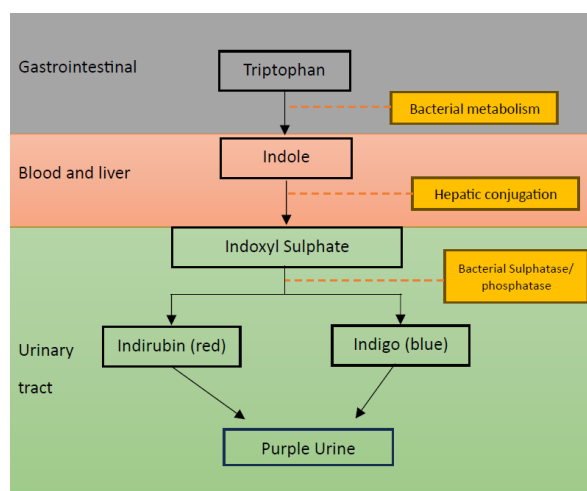 Gastrointestinal
Triptophan
Bacterial metabolism
Blood and liver
Indole
Hepatic conjugation
Indoxyl Sulphate
Bacterial Sulphatase/
phosphatase
Urinary
tract
Indirubin (red)
Indigo (blue)
Purple Urine